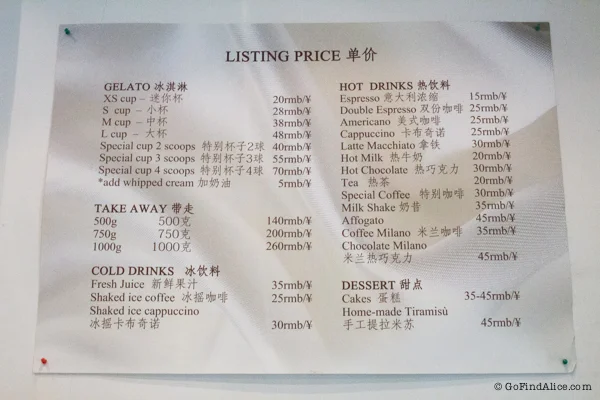 LISTING PRICE 单价
GELATO 冰淇淋
XS cup – 迷你杯 20rmb/¥
S cup – 小杯 28rmb/¥
M cup – 中杯 38rmb/¥
L cup – 大杯 48rmb/¥
Special cup 2 scoops 特别杯子2球 40rmb/¥
Special cup 3 scoops 特别杯子3球 55rmb/¥
Special cup 4 scoops 特别杯子4球 70rmb/¥
*add whipped cream 加奶油 5rmb/¥
TAKE AWAY 带走
500g 500克 140rmb/¥
750g 750克 200rmb/¥
1000g 1000克 260rmb/¥
COLD DRINKS 冰饮料
Fresh Juice 新鲜果汁 35rmb/¥
Shaked ice coffee 冰摇咖啡 25rmb/¥
Shaked ice cappuccino
冰摇卡布奇诺 30rmb/¥
HOT DRINKS 热饮料
Espresso 意大利浓缩 15rmb/¥
Double Espresso 双份咖啡 25rmb/¥
Americano 美式咖啡 25rmb/¥
Cappuccino 卡布奇诺 25rmb/¥
Latte Macchiato 拿铁 30rmb/¥
Hot Milk 热牛奶 20rmb/¥
Hot Chocolate 热巧克力 30rmb/¥
Tea 热茶 20rmb/¥
Special Coffee 特别咖啡 30rmb/¥
Milk Shake 奶昔 35rmb/¥
Affogato 45rmb/¥
Coffee Milano 米兰咖啡 35rmb/¥
Chocolate Milano
米兰热巧克力 45rmb/¥
DESSERT 甜点
Cakes 蛋糕 35-45rmb/¥
Home-made Tiramisù
手工提拉米苏 45rmb/¥
© GoFindAlice.com